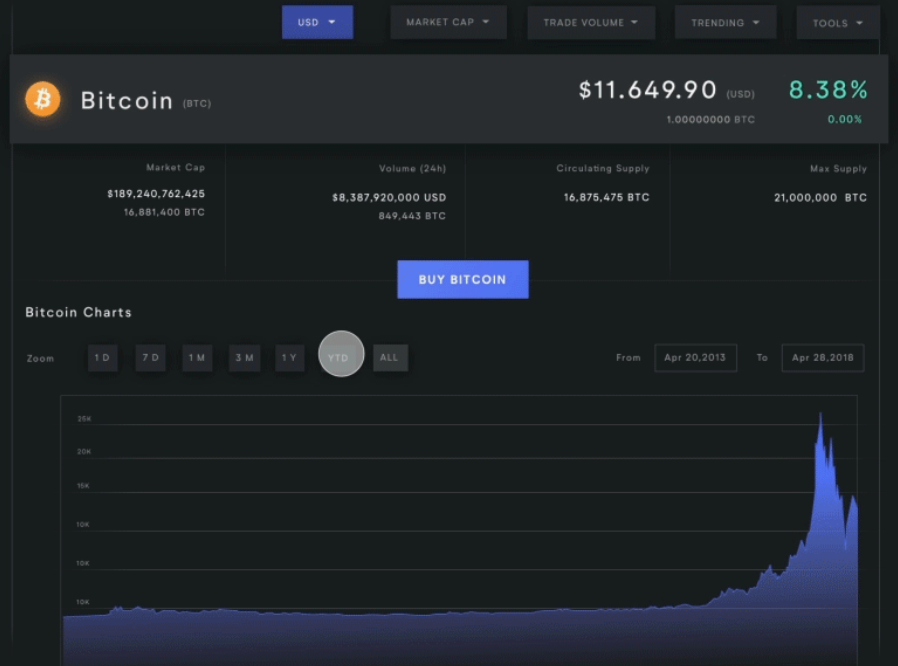 USD MARKET CAP TRADE VOLUME TRENDING TOOLS
Bitcoin (BTC) $11.649.90 (USD) 8.38%
1.00000000 BTC 0.00%
Market Cap Volume (24h) Circulating Supply Max Supply
$189,240,762,425 $8,387,920,000 USD 16,875,475 BTC 21,000,000 BTC
16,881,400 BTC 849,443 BTC
BUY BITCOIN
Bitcoin Charts
Zoom 1 D 7 D 1 M 3 M 1 Y YTD ALL From Apr 20,2013 To Apr 28,2018
25K
20K
15K
10K
10K
10K